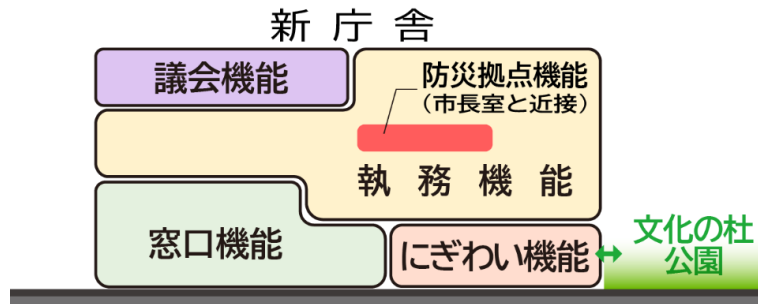 新庁舎
議会機能
防災拠点機能
（市長室と近接）
執務機能
窓口機能
にぎわい機能
文化の杜
公園